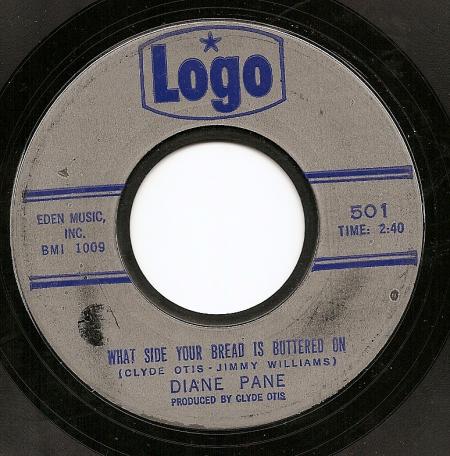 Logo
EDEN MUSIC,
INC.
BMI 1009
501
TIME: 2:40
WHAT SIDE YOUR BREAD IS BUTTERED ON
(CLYDE OTIS - JIMMY WILLIAMS)
DIANE PANE
PRODUCED BY CLYDE OTIS